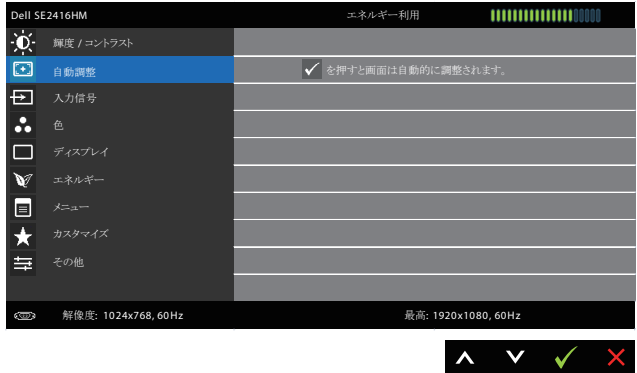 Dell SE2416HM エネルギー利用
輝度 / コントラスト
自動調整 を押すと画面は自動的に調整されます。
入力信号
色
ディスプレイ
エネルギー
メニュー
カスタマイズ
その他
解像度: 1024x768, 60Hz 最高: 1920x1080, 60Hz